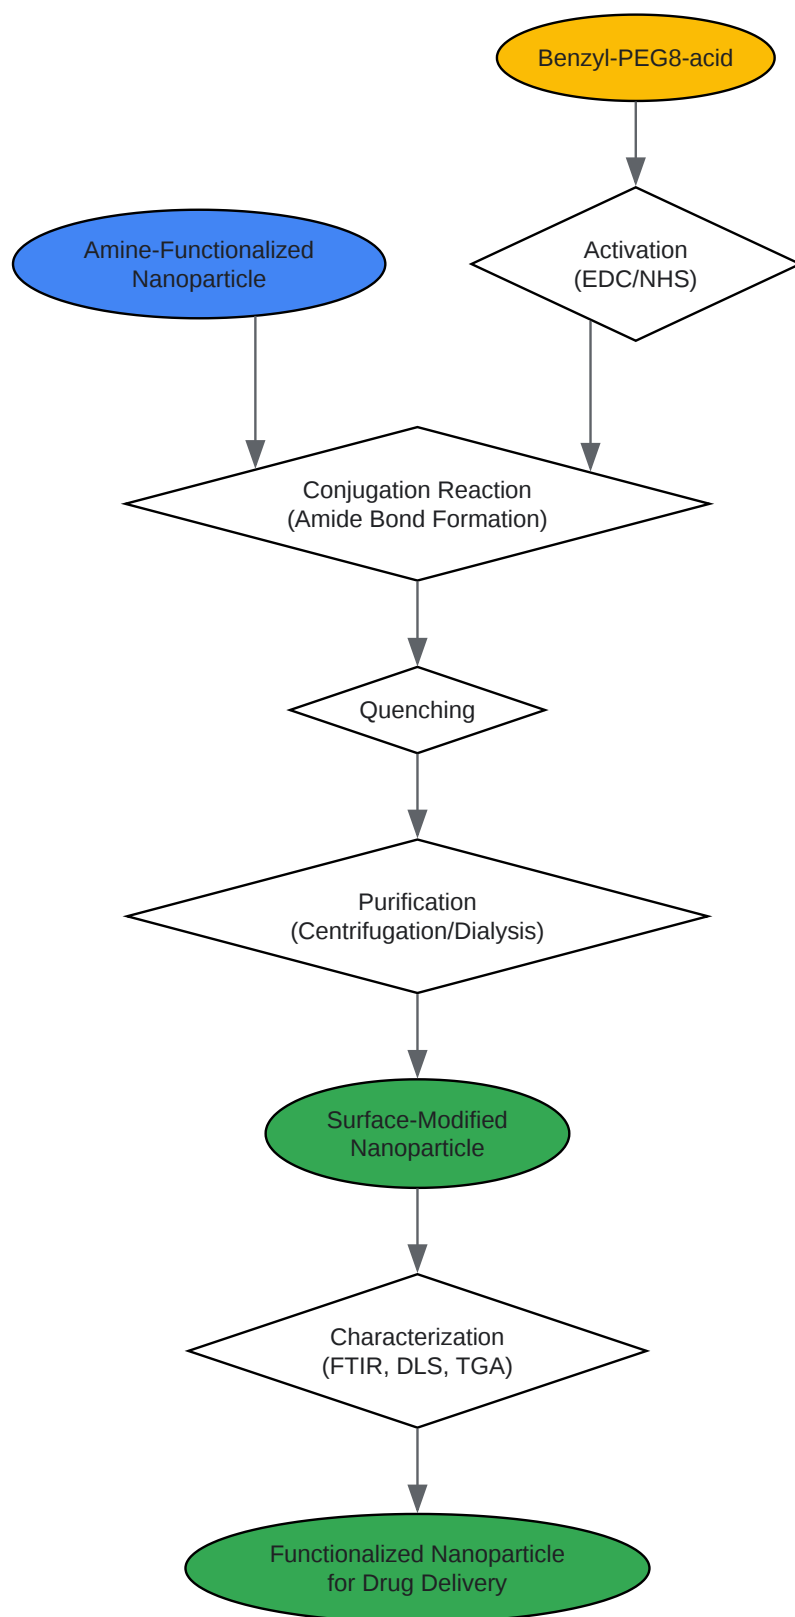 Benzyl-PEG8-acid
Amine-Functionalized
Nanoparticle
Activation
(EDC/NHS)
Conjugation Reaction
(Amide Bond Formation)
Quenching
Purification
(Centrifugation/Dialysis)
Surface-Modified
Nanoparticle
Characterization
(FTIR, DLS, TGA)
Functionalized Nanoparticle
for Drug Delivery